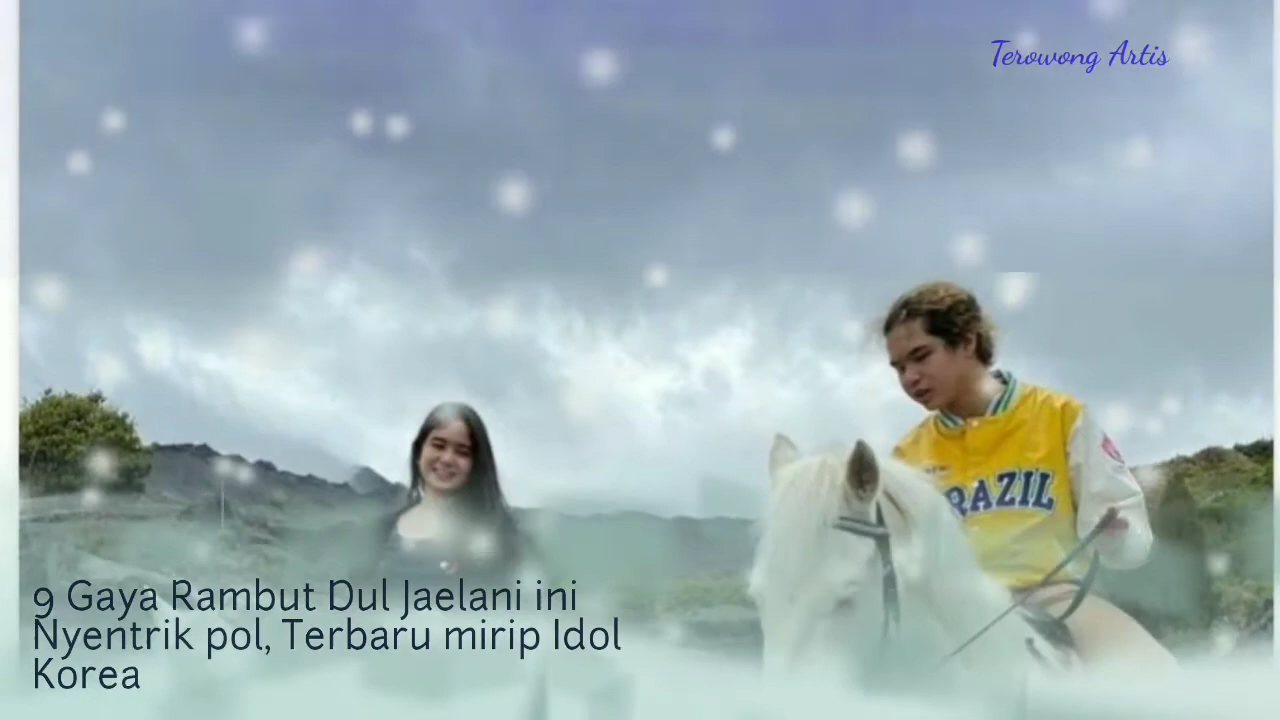 Terowong Artis
RAZIL
9 Gaya Rambut Dul Jaelani ini
Nyentrik pol, Terbaru mirip Idol
Korea